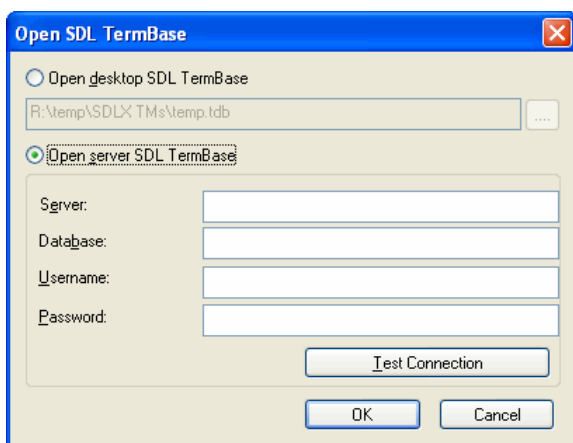 Open SDL TermBase
Open desktop SDL TermBase
R:\temp\SDLX TMs\temp.tdb
....
Open server SDL TermBase
Server:
Database:
Username:
Password:
Test Connection
OK Cancel